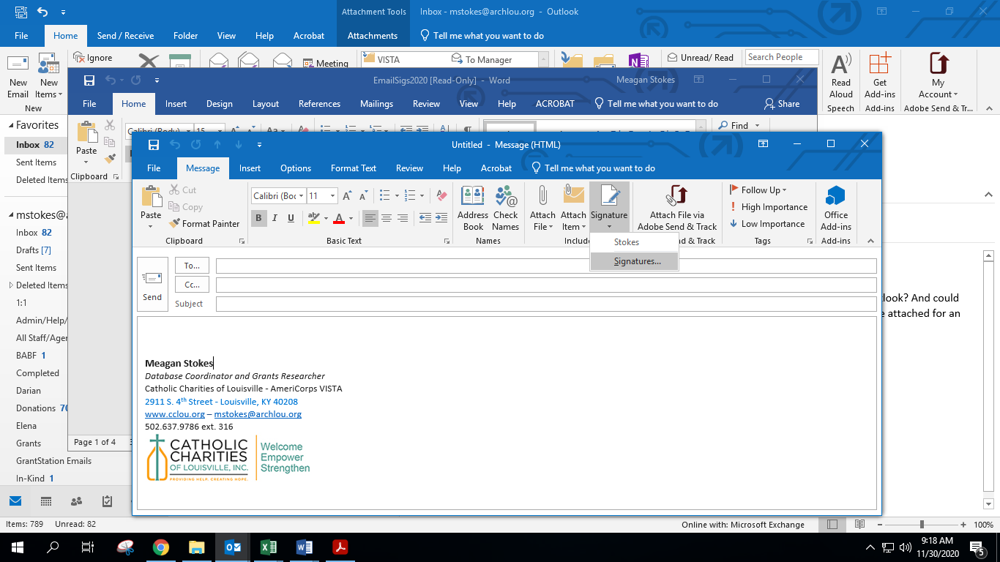 Attachment Tools
Inbox - mstokes@archlou.org - Outlook
File Home Send / Receive Folder View Help Acrobat Attachments Tell me what you want to do
Ignore
Meeting
VISTA
To Manager
Unread/ Read
Search People
New Email
New Items
New
Read Aloud
Speech
Get Add-ins
Add-ins
My Account
Adobe Send & Tr...
EmailSigs2020 [Read-Only] - Word
Meagan Stokes
File Home Insert Design Layout References Mailings Review View Help ACROBAT Tell me what you want to do Share
Paste
Clipboard
Calibri (Body) 15
Find
Favorites
Inbox 82
Sent Items
Deleted Items
mstokes@a
Inbox 82
Drafts [7]
Sent Items
Deleted Items
1:1
Admin/Help/
All Staff/Agen
BABF 1
Completed
Darian
Donations
Elena
Grants
GrantStation Emails
In-Kind 1
Page 1 of 4
Untitled - Message (HTML)
File Message Insert Options Format Text Review Help Acrobat Tell me what you want to do
Paste
Cut
Copy
Format Painter
Clipboard
Calibri (Boc 11
B I U
Basic Text
Address Book
Check Names
Names
Attach File
Attach Item
Signature
Includ
Attach File via Adobe Send & Track
d & Track
Follow Up
High Importance
Low Importance
Tags
Office Add-ins
Add-ins
Stokes
Signatures...
Send
To...
Cc...
Subject
look? And could
e attached for an
Meagan Stokes
Database Coordinator and Grants Researcher
Catholic Charities of Louisville - AmeriCorps VISTA
2911 S. 4th Street - Louisville, KY 40208
www.cclou.org – mstokes@archlou.org
502.637.9786 ext. 316
CATHOLIC CHARITIES
OF LOUISVILLE, INC.
PROVIDING HELP. CREATING HOPE.
Welcome
Empower
Strengthen
Items: 789 Unread: 82
Online with: Microsoft Exchange
100%
9:18 AM
11/30/2020
5